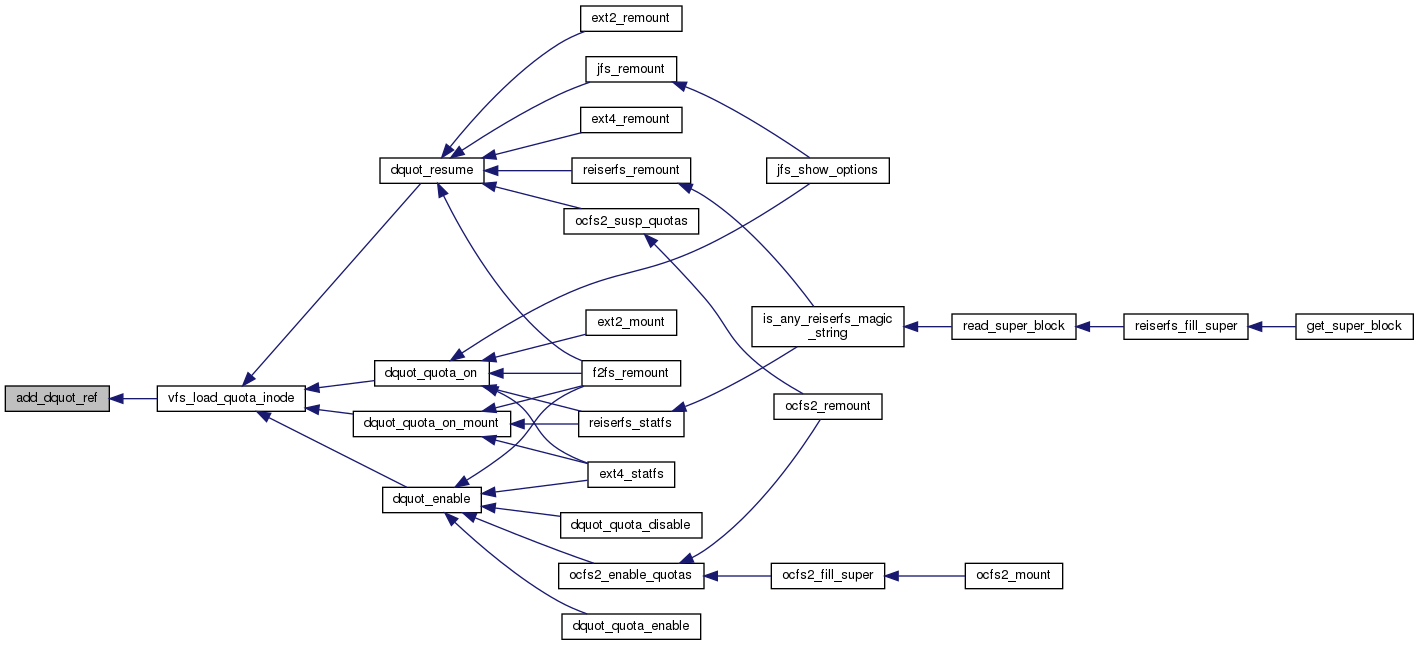 ext2_remount
jfs_remount
ext4_remount
dquot_resume
reiserfs_remount
jfs_show_options
ocfs2_susp_quotas
ext2_mount
is_any_reiserfs_magic
_string
read_super_block
reiserfs_fill_super
get_super_block
dquot_quota_on
f2fs_remount
add_dquot_ref
vfs_load_quota_inode
ocfs2_remount
dquot_quota_on_mount
reiserfs_statfs
ext4_statfs
dquot_enable
dquot_quota_disable
ocfs2_enable_quotas
ocfs2_fill_super
ocfs2_mount
dquot_quota_enable